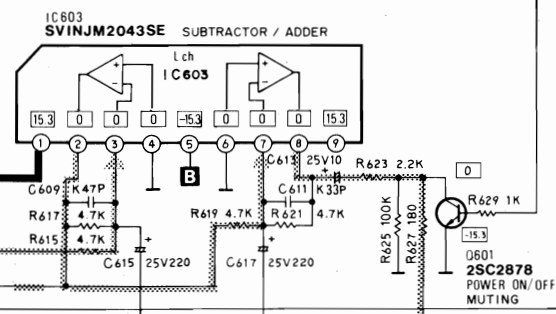 IC603
SVINJM2043SE SUBTRACTOR / ADDER
Lch
IC603
15.3 0 0 0 -15.3 0 0 0 15.3
1 2 3 4 5 6 7 8 9
B
C613 25V10 R623 2.2K 0
C609 K47P C611 K33P
R629 1K
R617 4.7K R619 4.7K R621 4.7K
R625 100K R627 180
R615 4.7K
-15.3
C615 25V220 C617 25V220
Q601
2SC2878
POWER ON/OFF
MUTING